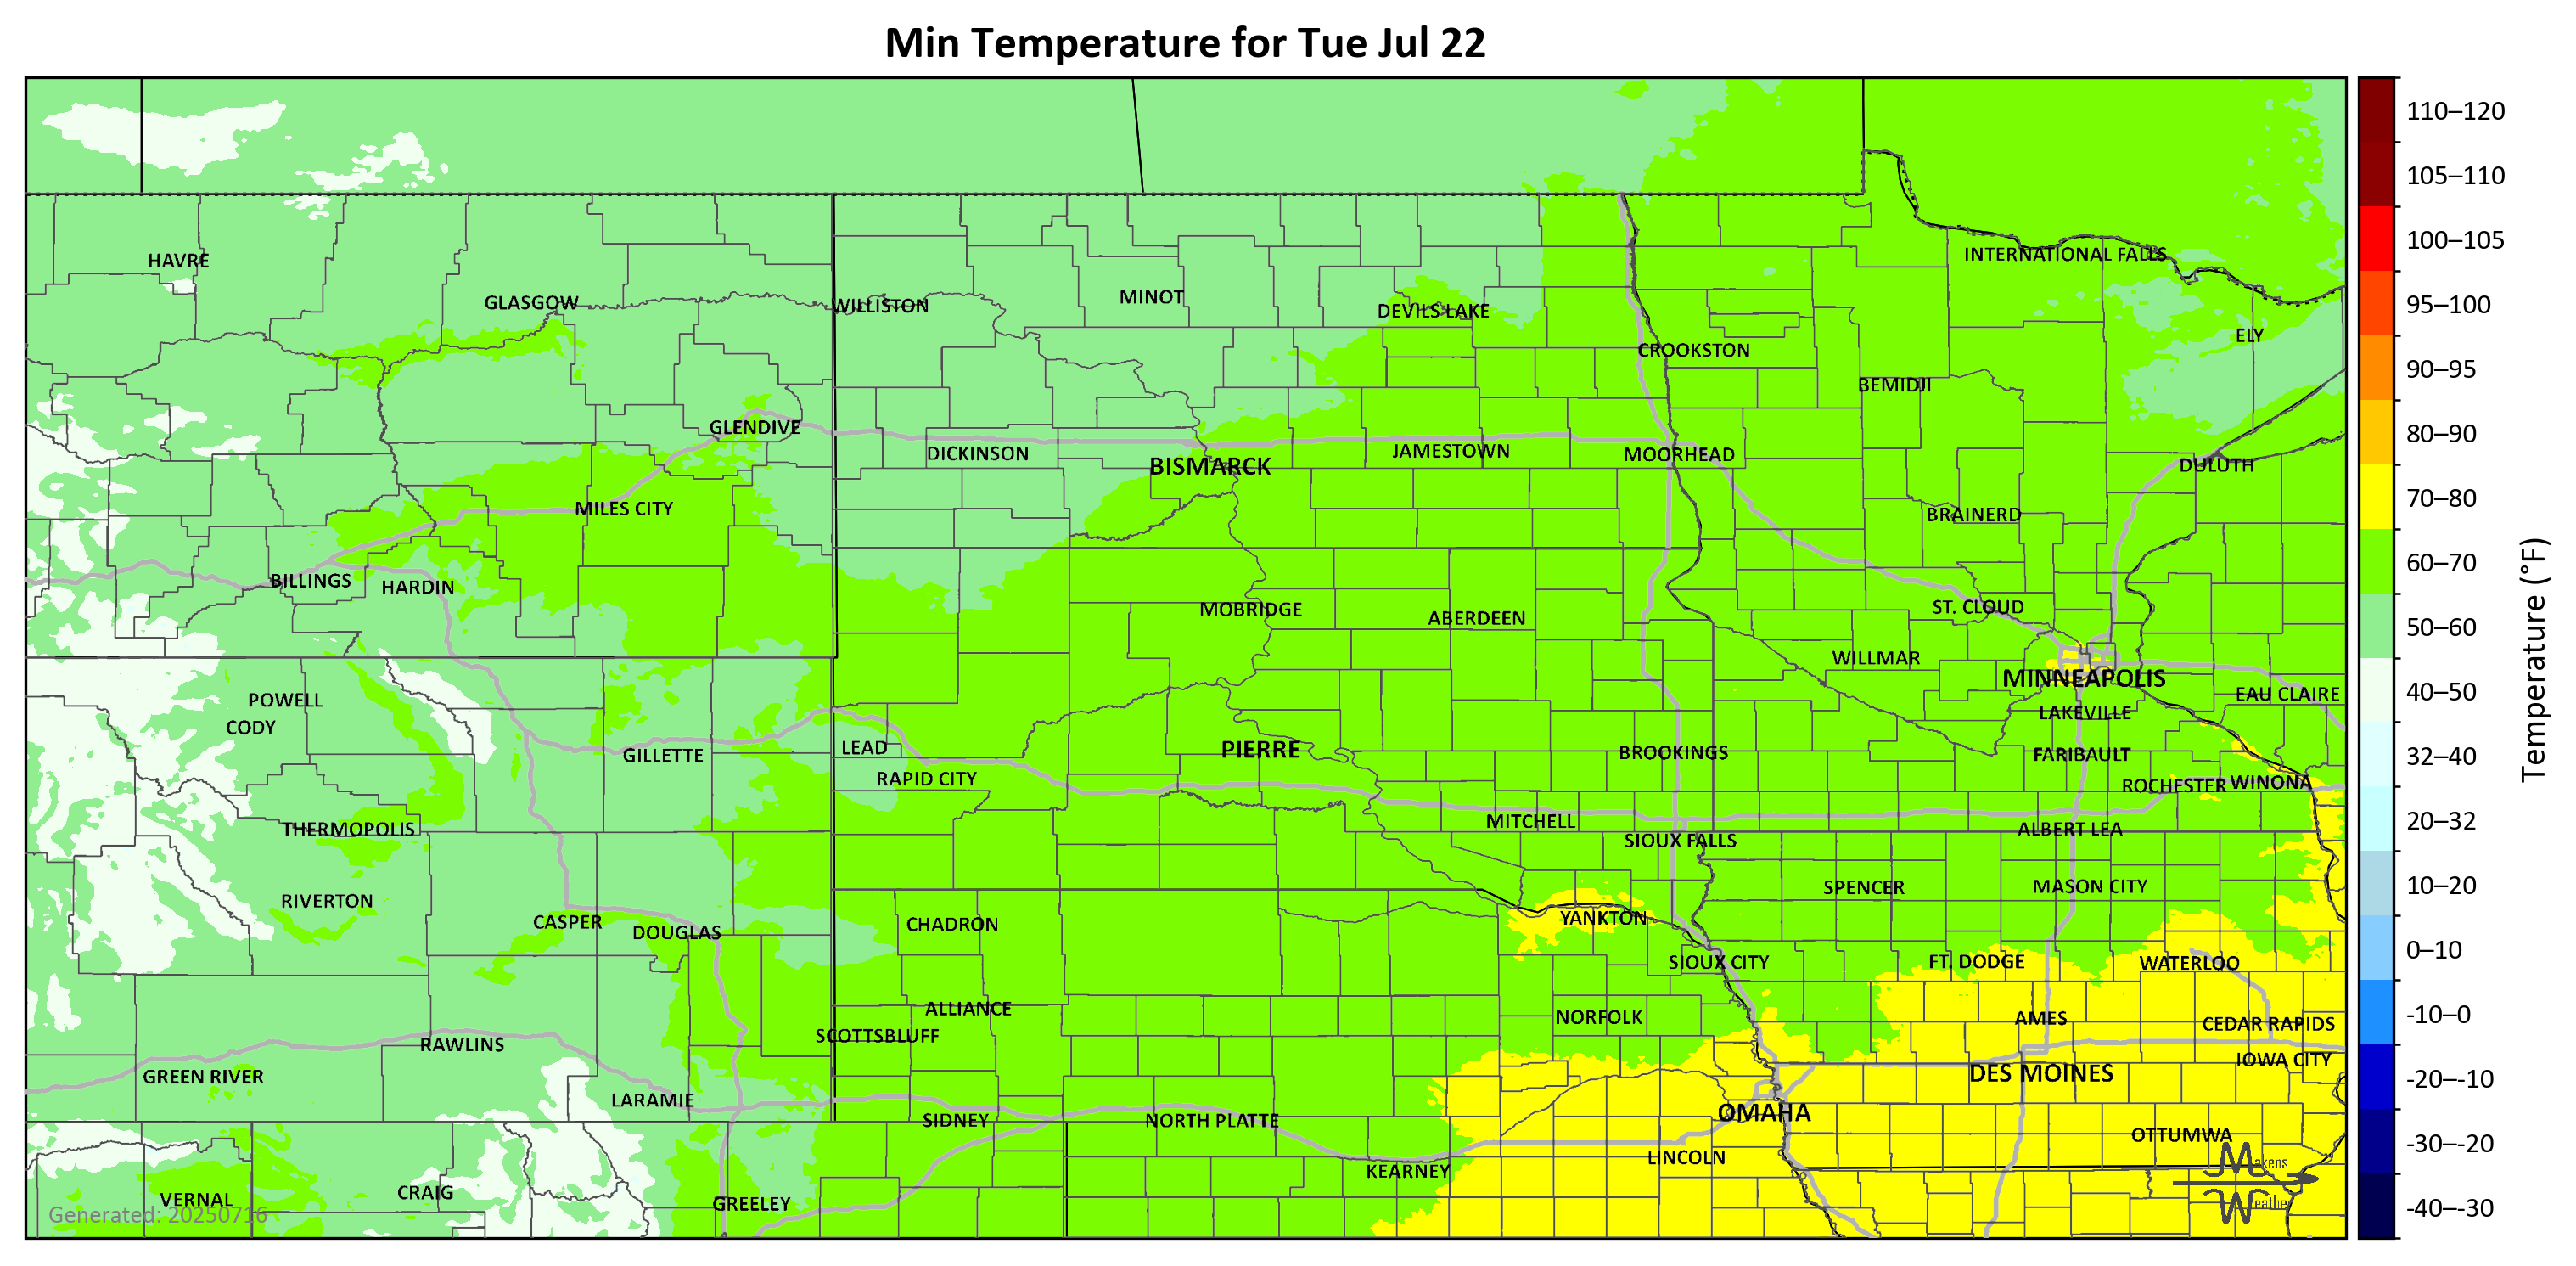 Min Temperature for Tue Jul 22
110–120
105–110
100–105
95–100
90–95
80–90
70–80
60–70
50–60
40–50
32–40
20–32
10–20
0–10
-10–0
-20–-10
-30–-20
-40–-30
Temperature (°F)
HAVRE
INTERNATIONAL FALLS
GLASGOW
WILLISTON
MINOT
DEVILS LAKE
ELY
CROOKSTON
BEMIDJI
GLENDIVE
DICKINSON
BISMARCK
JAMESTOWN
MOORHEAD
DULUTH
MILES CITY
BRAINERD
BILLINGS
HARDIN
MOBRIDGE
ABERDEEN
ST. CLOUD
WILLMAR
MINNEAPOLIS
POWELL
EAU CLAIRE
CODY
LAKEVILLE
GILLETTE
LEAD
PIERRE
BROOKINGS
FARIBAULT
RAPID CITY
ROCHESTER
WINONA
THERMOPOLIS
MITCHELL
SIOUX FALLS
ALBERT LEA
SPENCER
MASON CITY
RIVERTON
CASPER
DOUGLAS
CHADRON
YANKTON
SIOUX CITY
FT. DODGE
WATERLOO
ALLIANCE
NORFOLK
AMES
CEDAR RAPIDS
SCOTTSBLUFF
RAWLINS
IOWA CITY
GREEN RIVER
DES MOINES
LARAMIE
SIDNEY
NORTH PLATTE
OMAHA
OTTUMWA
KEARNEY
LINCOLN
VERNAL
CRAIG
GREELEY
Generated: 20250716
Makens
Weather